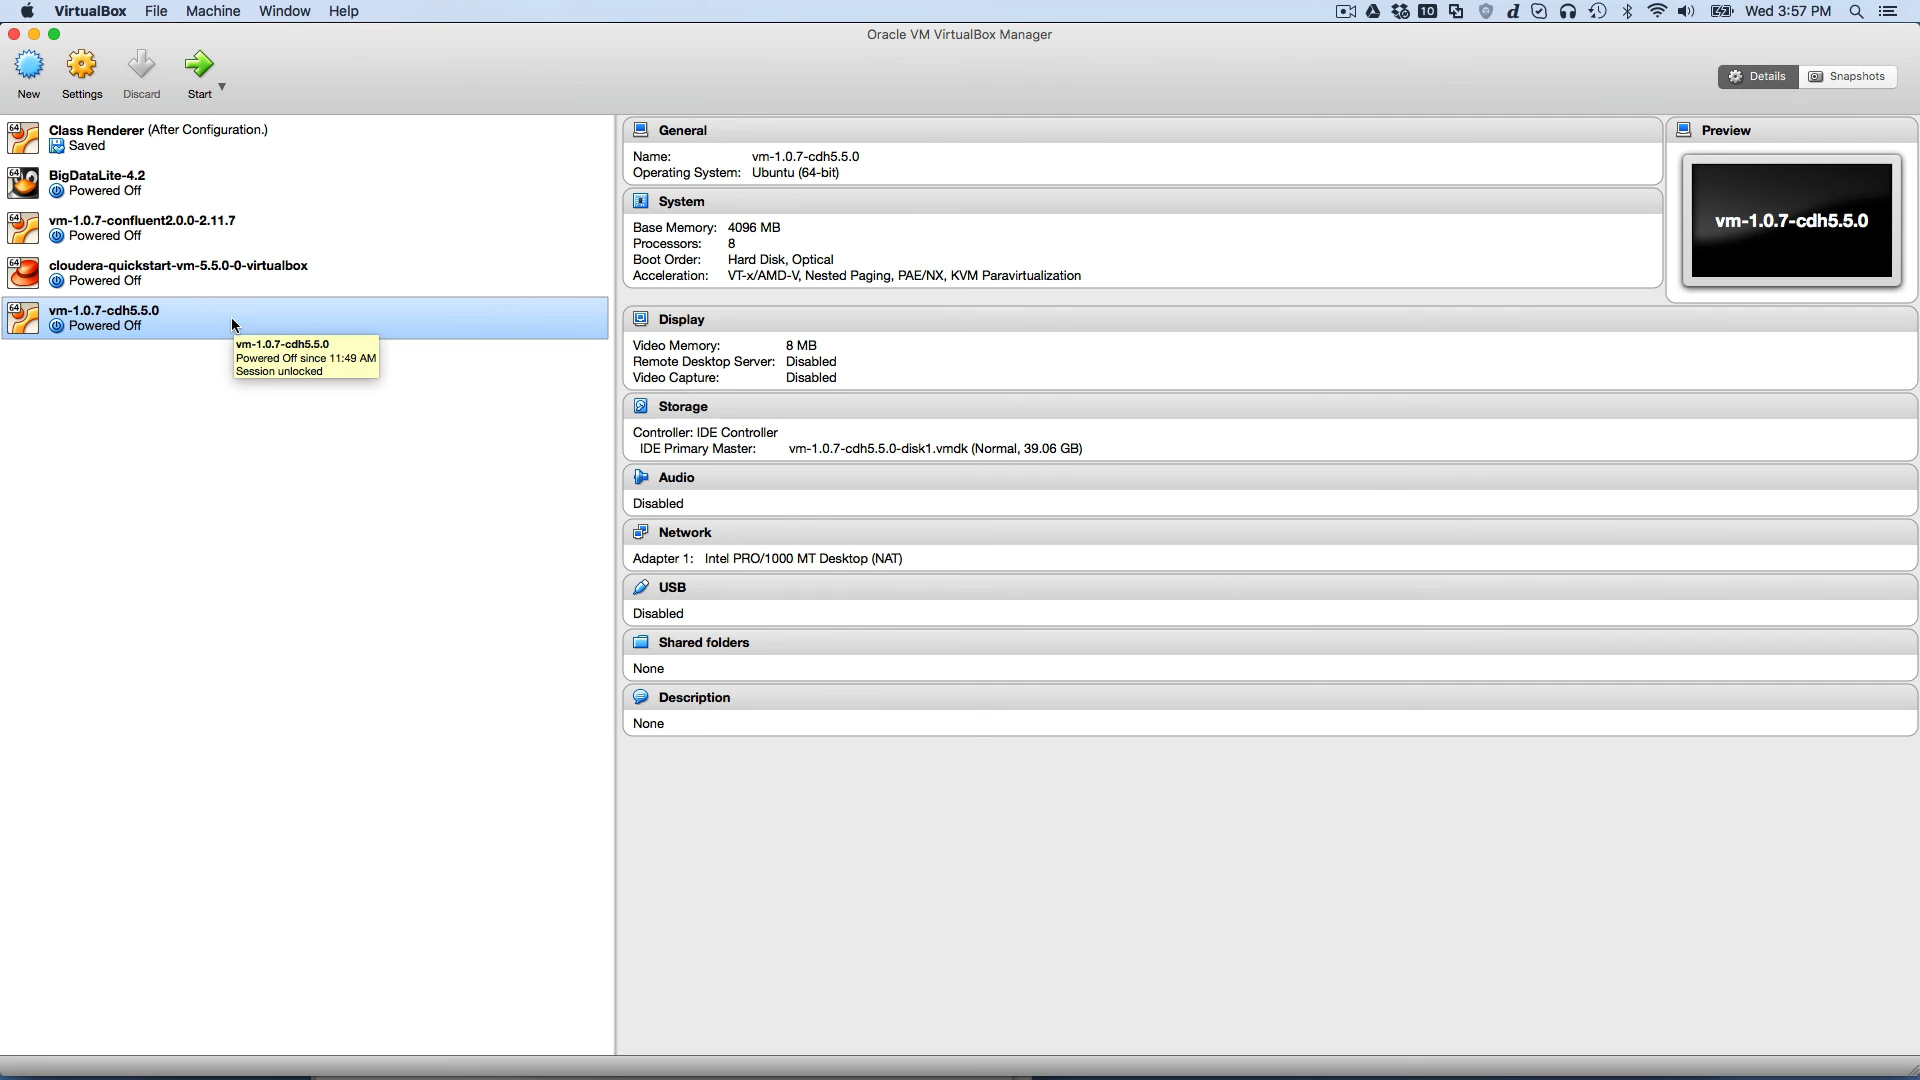 VirtualBox File Machine Window Help 10 d Wed 3:57 PM
Oracle VM VirtualBox Manager
New Settings Discard Start
Details Snapshots
64 Class Renderer (After Configuration.)
Saved
64 BigDataLite-4.2
Powered Off
64 vm-1.0.7-confluent2.0.0-2.11.7
Powered Off
64 cloudera-quickstart-vm-5.5.0-0-virtualbox
Powered Off
64 vm-1.0.7-cdh5.5.0
Powered Off
vm-1.0.7-cdh5.5.0
Powered Off since 11:49 AM
Session unlocked
General
Name: vm-1.0.7-cdh5.5.0
Operating System: Ubuntu (64-bit)
System
Base Memory: 4096 MB
Processors: 8
Boot Order: Hard Disk, Optical
Acceleration: VT-x/AMD-V, Nested Paging, PAE/NX, KVM Paravirtualization
Preview
vm-1.0.7-cdh5.5.0
Display
Video Memory: 8 MB
Remote Desktop Server: Disabled
Video Capture: Disabled
Storage
Controller: IDE Controller
IDE Primary Master: vm-1.0.7-cdh5.5.0-disk1.vmdk (Normal, 39.06 GB)
Audio
Disabled
Network
Adapter 1: Intel PRO/1000 MT Desktop (NAT)
USB
Disabled
Shared folders
None
Description
None